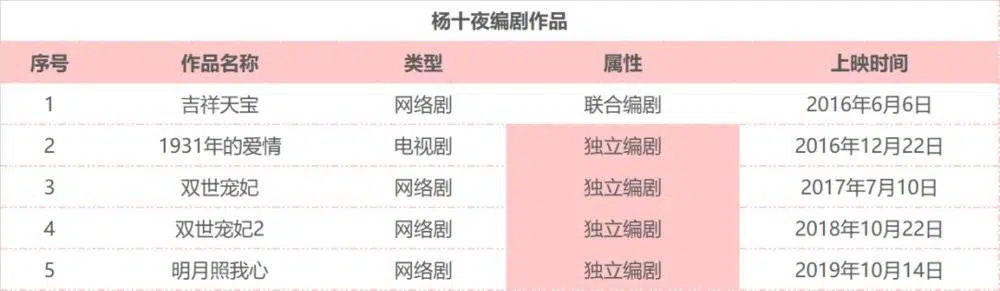 杨十夜编剧作品
序号 作品名称 类型 属性 上映时间
1 吉祥天宝 网络剧 联合编剧 2016年6月6日
2 1931年的爱情 电视剧 独立编剧 2016年12月22日
3 双世宠妃 网络剧 独立编剧 2017年7月10日
4 双世宠妃2 网络剧 独立编剧 2018年10月22日
5 明月照我心 网络剧 独立编剧 2019年10月14日